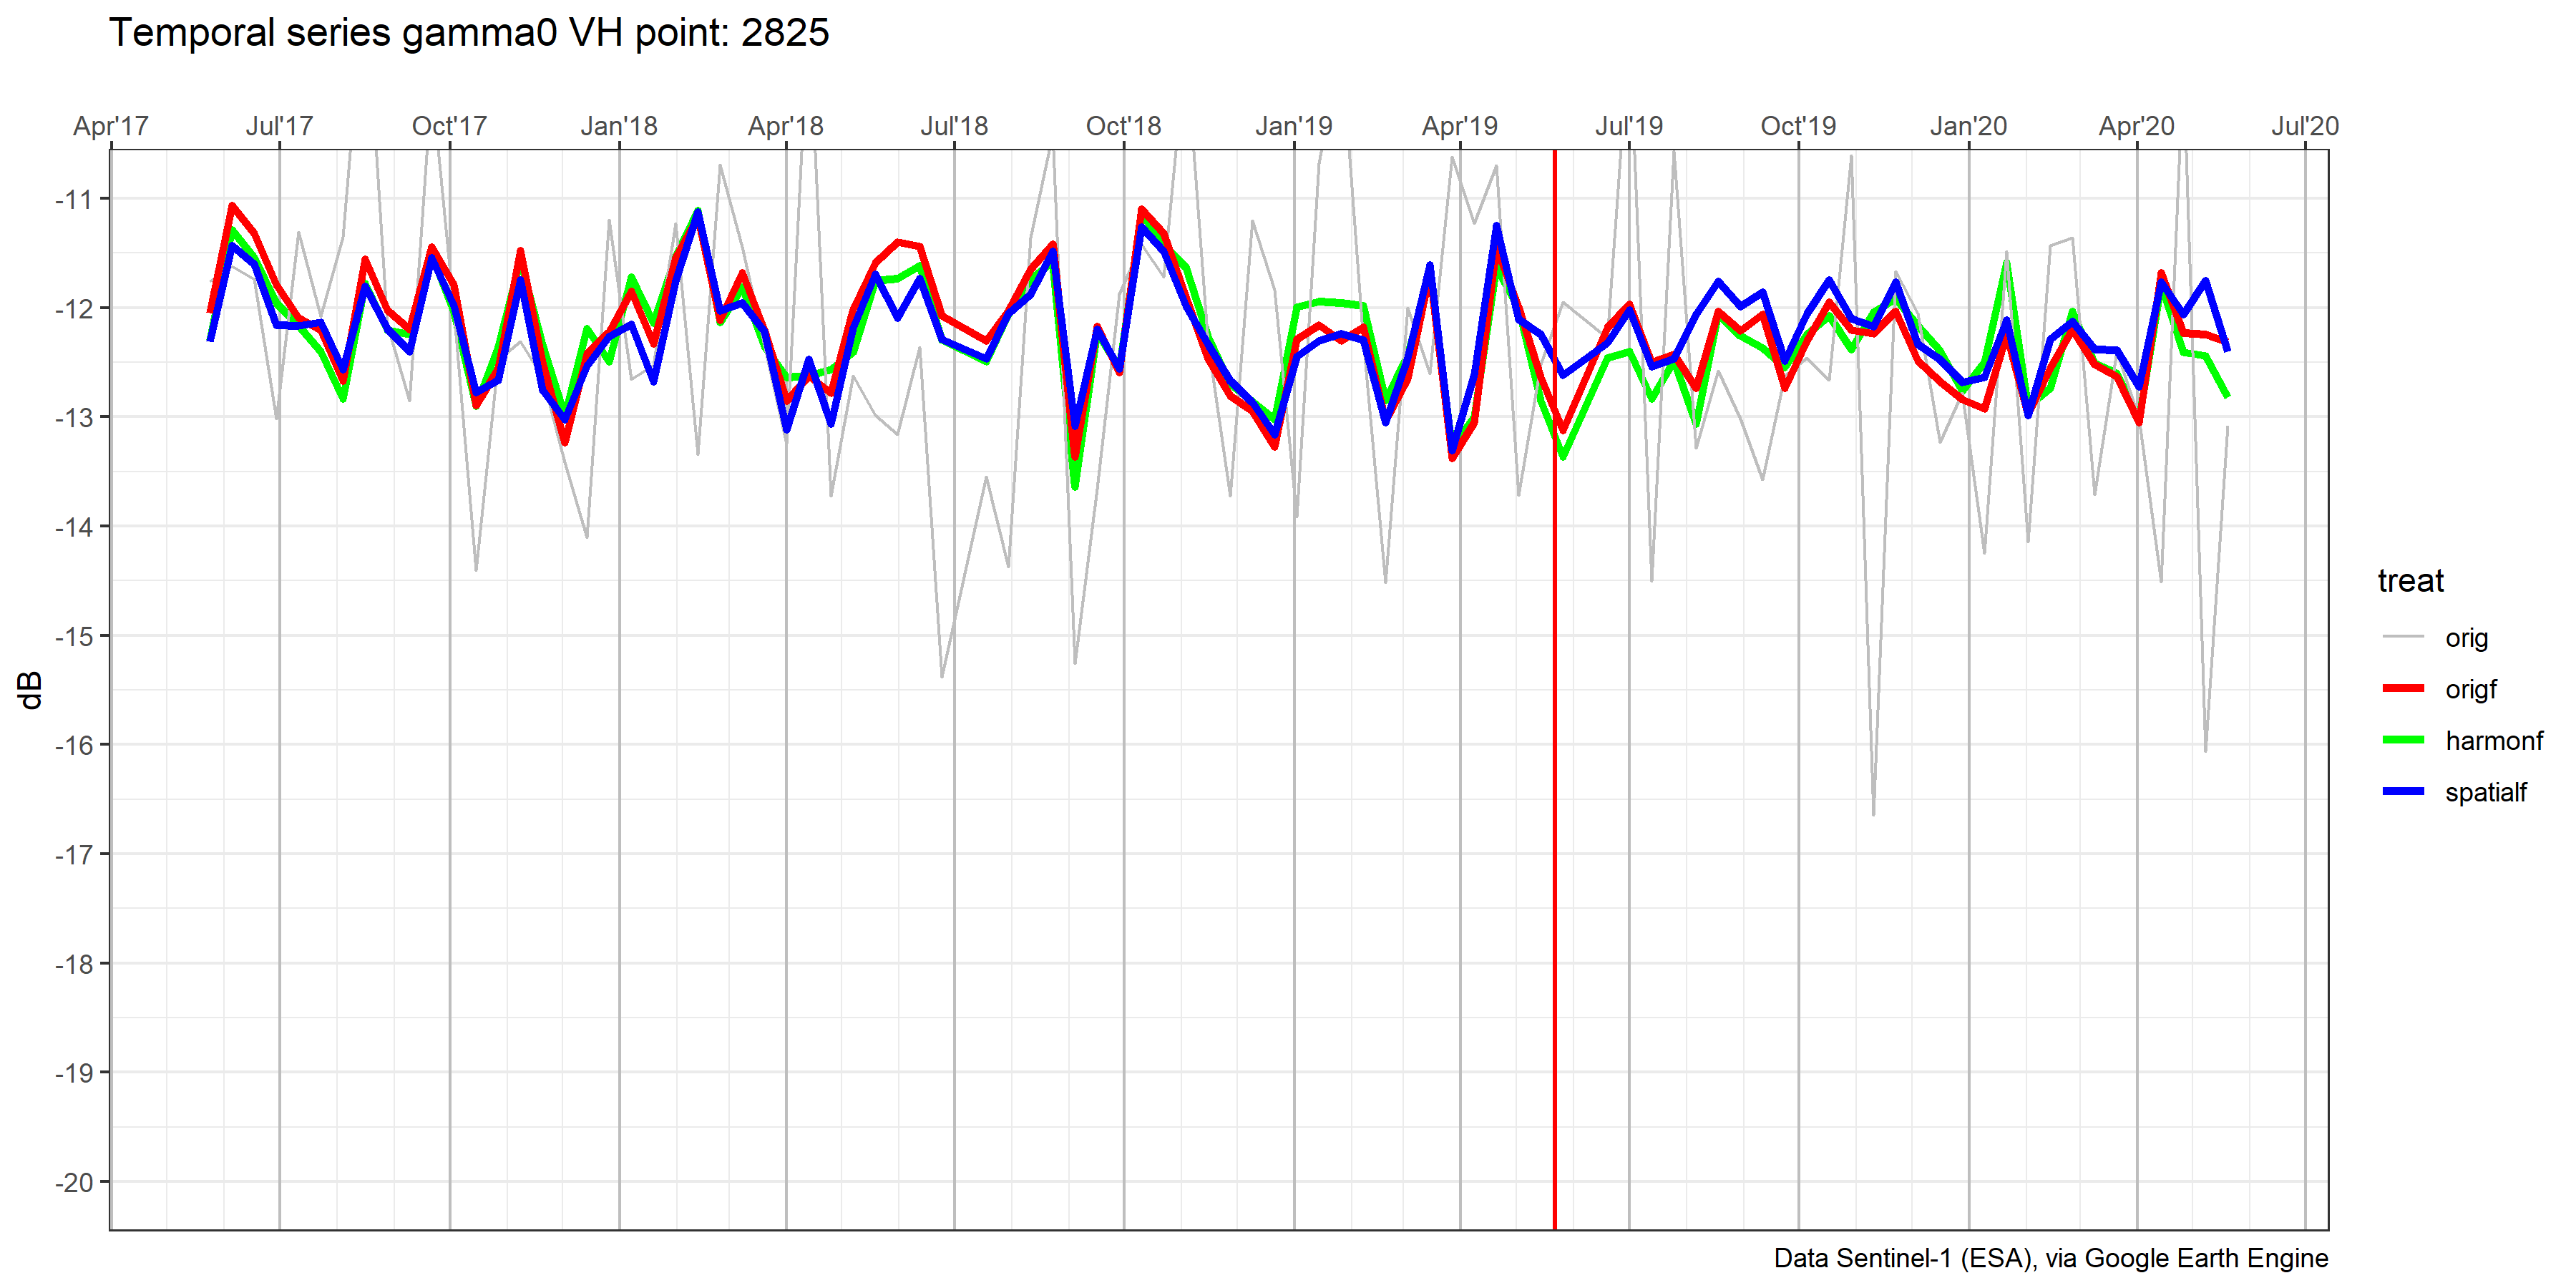 Temporal series gamma0 VH point: 2825
Apr'17 Jul'17 Oct'17 Jan'18 Apr'18 Jul'18 Oct'18 Jan'19 Apr'19 Jul'19 Oct'19 Jan'20 Apr'20 Jul'20
-11
-12
-13
-14
-15
-16
-17
-18
-19
-20
dB
treat
orig
origf
harmonf
spatialf
Data Sentinel-1 (ESA), via Google Earth Engine